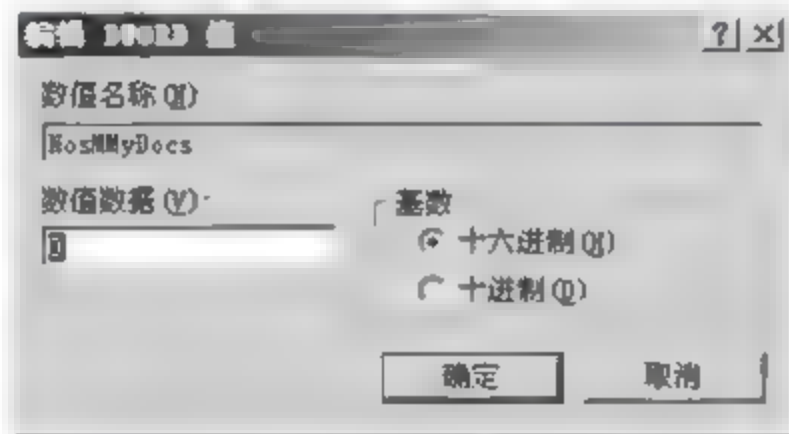 编辑 DWORD 值
数值名称(N)
NosMMyDocs
数值数据(V):
基数
十六进制(H)
十进制(D)
确定
取消